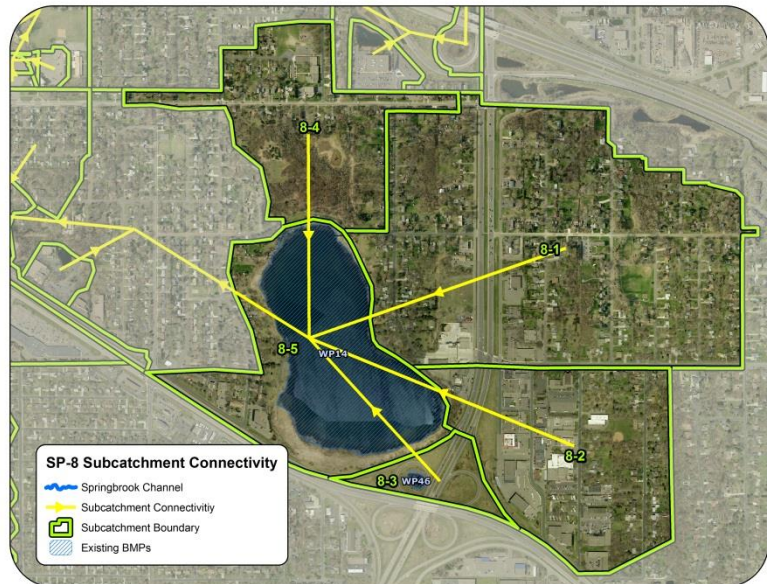 8-4
8-1
8-5
WP14
8-2
8-3
WP46
SP-8 Subcatchment Connectivity
Springbrook Channel
Subcatchment Connectivitiy
Subcatchment Boundary
Existing BMPs